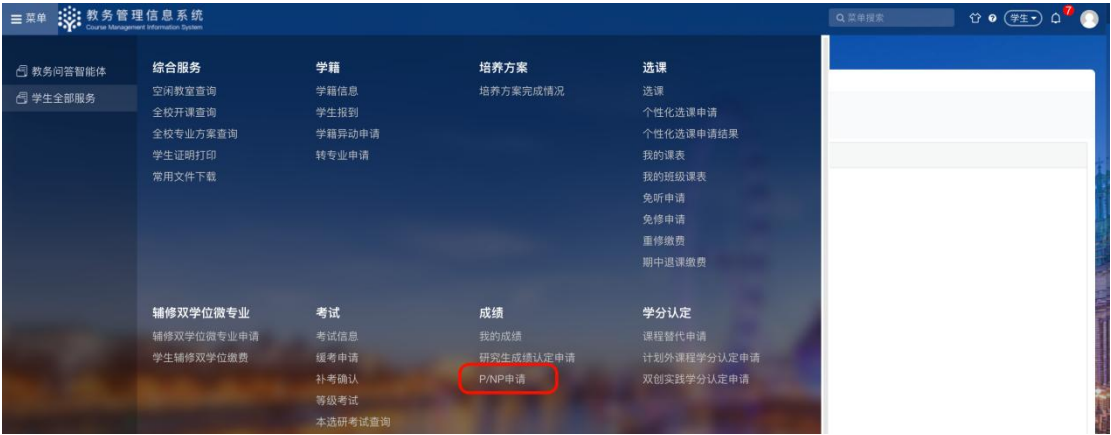 菜单
教务管理信息系统
Course Management Information System
菜单搜索
学生
7
教务问答智能体
学生全部服务
综合服务
空闲教室查询
全校开课查询
全校专业方案查询
学生证明打印
常用文件下载
学籍
学籍信息
学生报到
学籍异动申请
转专业申请
培养方案
培养方案完成情况
选课
选课
个性化选课申请
个性化选课申请结果
我的课表
我的班级课表
免听申请
免修申请
重修缴费
期中退课缴费
辅修双学位微专业
辅修双学位微专业申请
学生辅修双学位缴费
考试
考试信息
缓考申请
补考确认
等级考试
本选研考试查询
成绩
我的成绩
研究生成绩认定申请
P/NP申请
学分认定
课程替代申请
计划外课程学分认定申请
双创实践学分认定申请